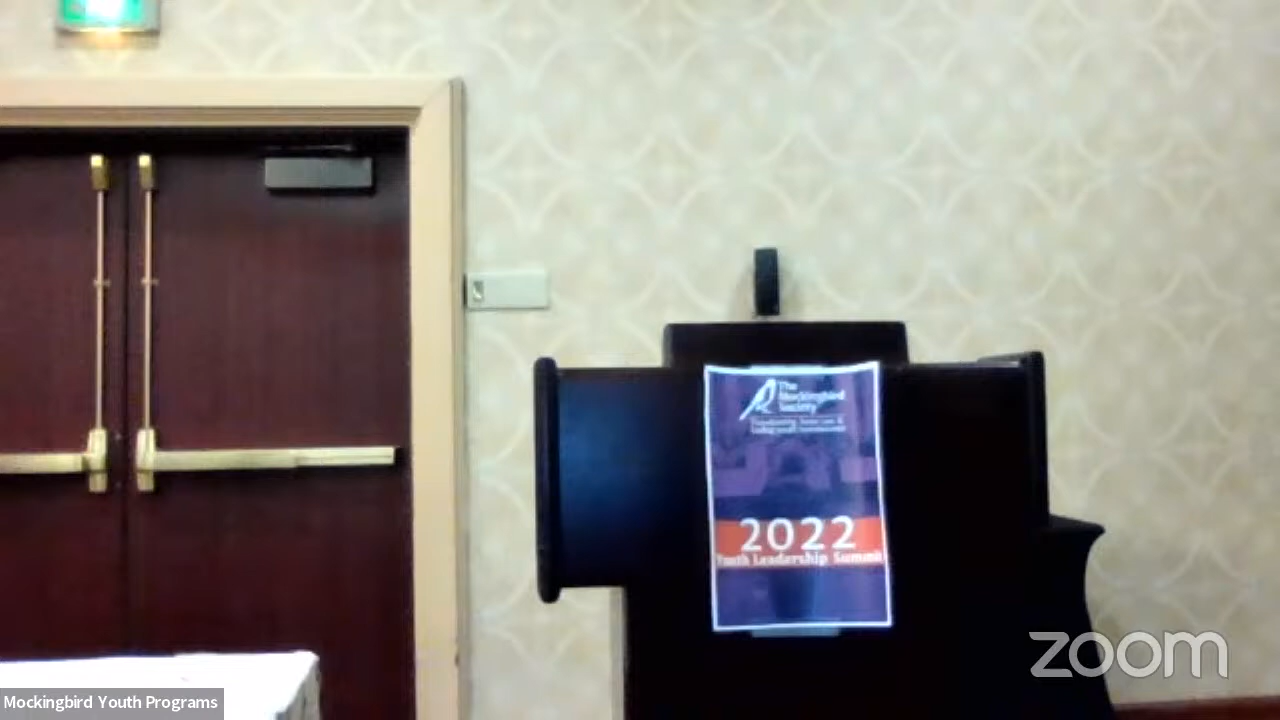 The
Mockingbird
Society
2022
Youth Leadership Summit
zoom
Mockingbird Youth Programs